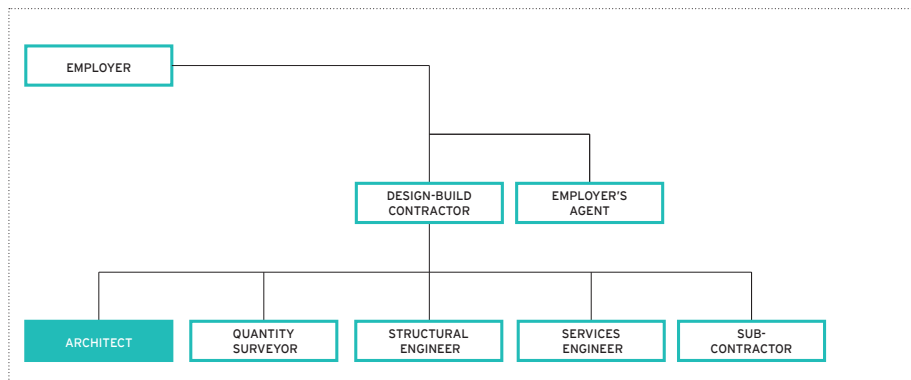 EMPLOYER
DESIGN-BUILD
CONTRACTOR
EMPLOYER'S
AGENT
ARCHITECT
QUANTITY
SURVEYOR
STRUCTURAL
ENGINEER
SERVICES
ENGINEER
SUB-
CONTRACTOR